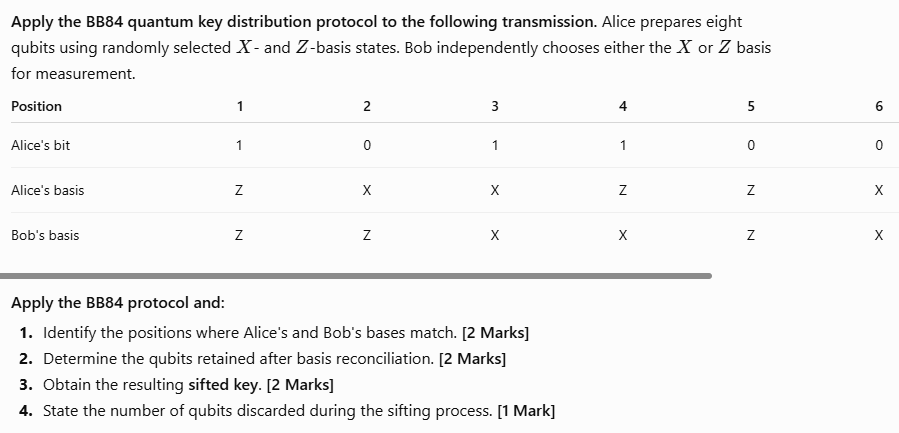 Apply the BB84 quantum key distribution protocol to the following transmission. Alice prepares eight
qubits using randomly selected X- and Z-basis states. Bob independently chooses either the X or Z basis
for measurement.
Position 1 2 3 4 5 6
Alice's bit 1 0 1 1 0 0
Alice's basis Z X X Z Z X
Bob's basis Z Z X X Z X
Apply the BB84 protocol and:
1. Identify the positions where Alice's and Bob's bases match. [2 Marks]
2. Determine the qubits retained after basis reconciliation. [2 Marks]
3. Obtain the resulting sifted key. [2 Marks]
4. State the number of qubits discarded during the sifting process. [1 Mark]